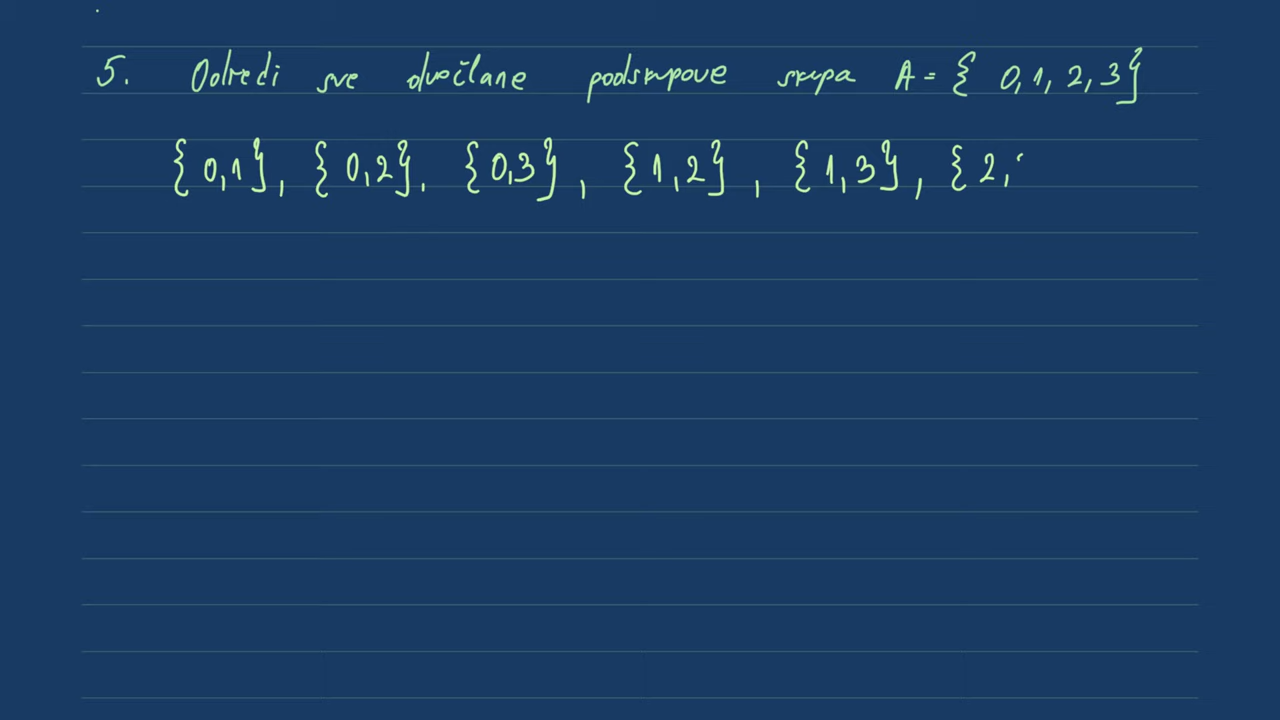 5. Odredi sve dvočlane podskupove skupa A = { 0, 1, 2, 3}
{ 0,1}, { 0,2}. { 0,3} , { 1,2} , { 1,3} , { 2,